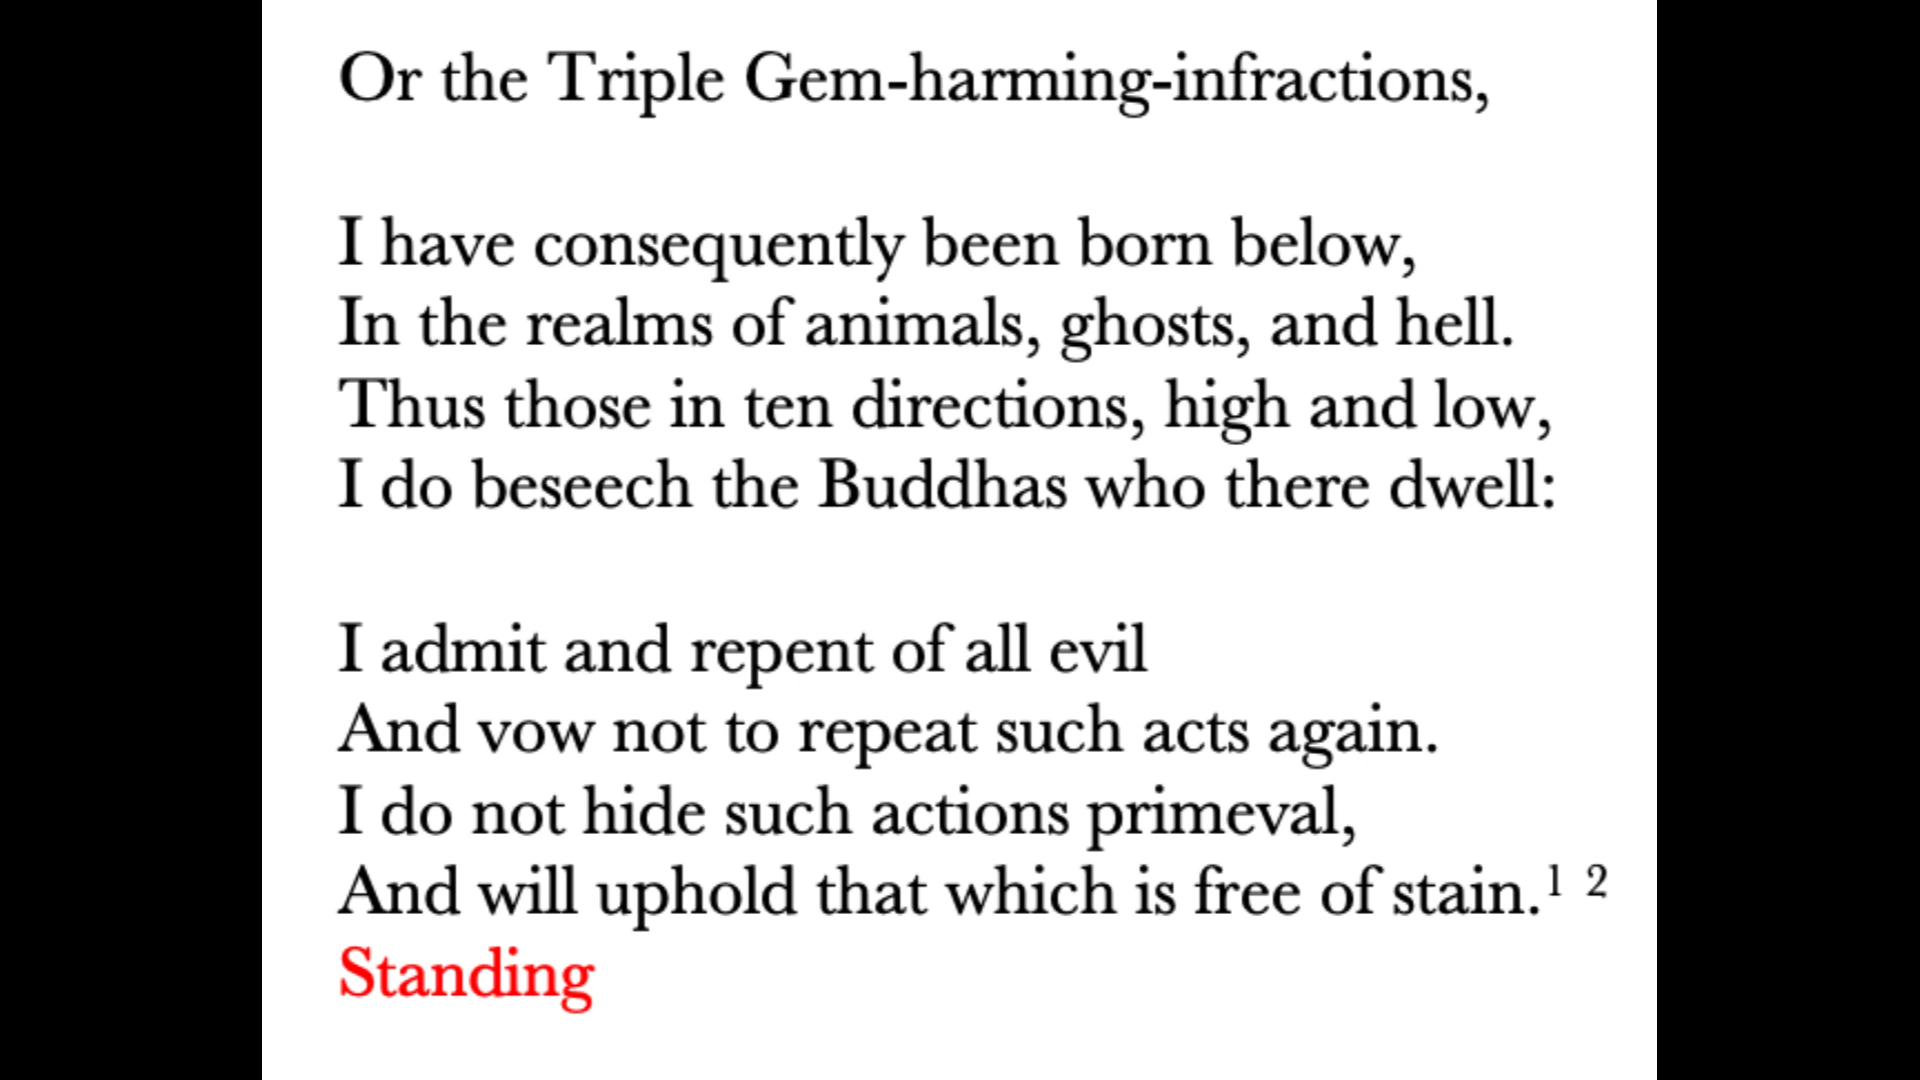 Or the Triple Gem-harming-infractions,
I have consequently been born below,
In the realms of animals, ghosts, and hell.
Thus those in ten directions, high and low,
I do beseech the Buddhas who there dwell:
I admit and repent of all evil
And vow not to repeat such acts again.
I do not hide such actions primeval,
And will uphold that which is free of stain.¹ ²
Standing